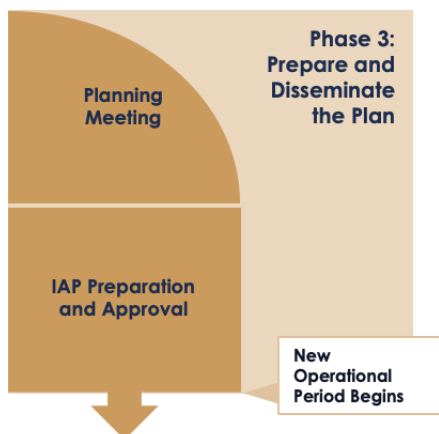 Phase 3:
Prepare and
Disseminate
the Plan
Planning
Meeting
IAP Preparation
and Approval
New
Operational
Period Begins